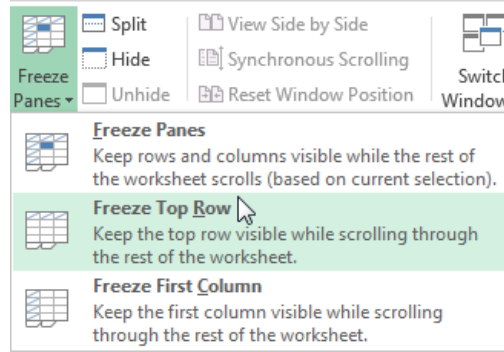 Split
View Side by Side
Hide
Synchronous Scrolling
Freeze
Panes
Unhide
Reset Window Position
Switch
Window
Freeze Panes
Keep rows and columns visible while the rest of
the worksheet scrolls (based on current selection).
Freeze Top Row
Keep the top row visible while scrolling through
the rest of the worksheet.
Freeze First Column
Keep the first column visible while scrolling
through the rest of the worksheet.